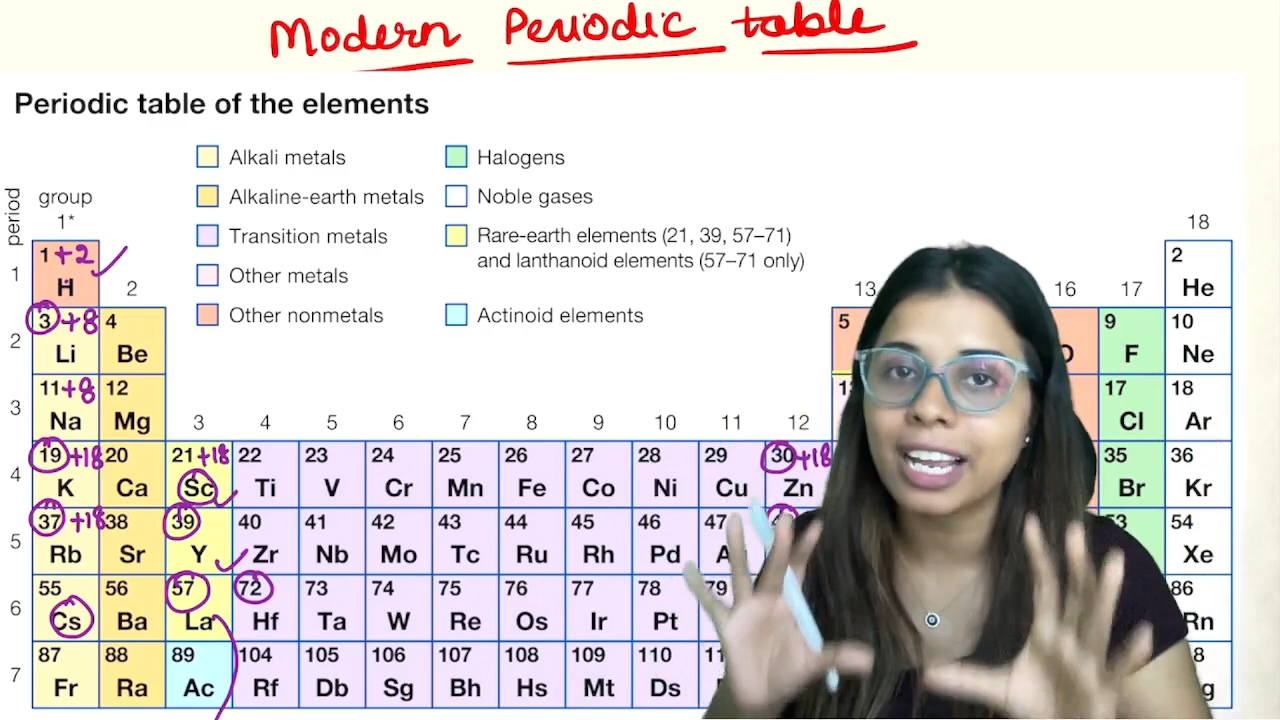 Modern Periodic table
Periodic table of the elements
Alkali metals
Halogens
Alkaline-earth metals
Noble gases
Transition metals
Rare-earth elements (21, 39, 57–71)
and lanthanoid elements (57–71 only)
Other metals
Other nonmetals
Actinoid elements
period
group
1* 18
1 1 +2 2
H 2 He
2 3 +8 4 13 16 17
5 9 10
Li Be F Ne
3 11 +8 12 17 18
Na Mg 3 4 5 6 7 8 9 10 11 12 Cl Ar
4 19 +18 20 21 +18 22 23 24 25 26 27 28 29 30 +18 35 36
K Ca Sc Ti V Cr Mn Fe Co Ni Cu Zn Br Kr
5 37 +18 38 39 40 41 42 43 44 45 46 47 53 54
Rb Sr Y Zr Nb Mo Tc Ru Rh Pd Xe
6 55 56 57 72 73 74 75 76 77 78 79 86
Cs Ba La Hf Ta W Re Os Ir Pt Rn
7 87 88 89 104 105 106 107 108 109 110
Fr Ra Ac Rf Db Sg Bh Hs Mt Ds